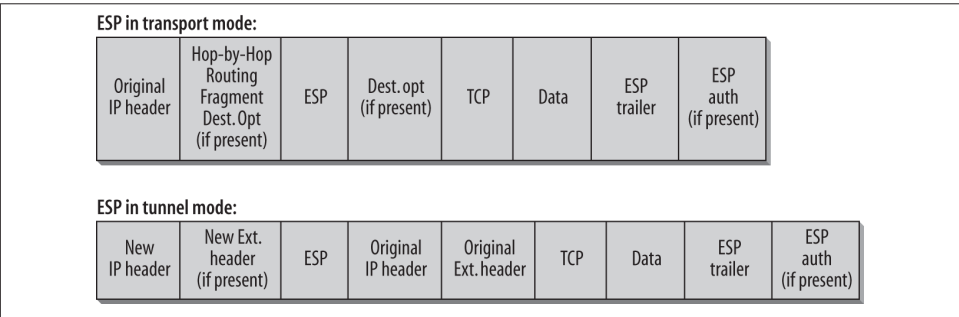 ESP in transport mode:
Original
IP header
Hop-by-Hop
Routing
Fragment
Dest. Opt
(if present)
ESP
Dest. opt
(if present)
TCP
Data
ESP
trailer
ESP
auth
(if present)
ESP in tunnel mode:
New
IP header
New Ext.
header
(if present)
ESP
Original
IP header
Original
Ext. header
TCP
Data
ESP
trailer
ESP
auth
(if present)